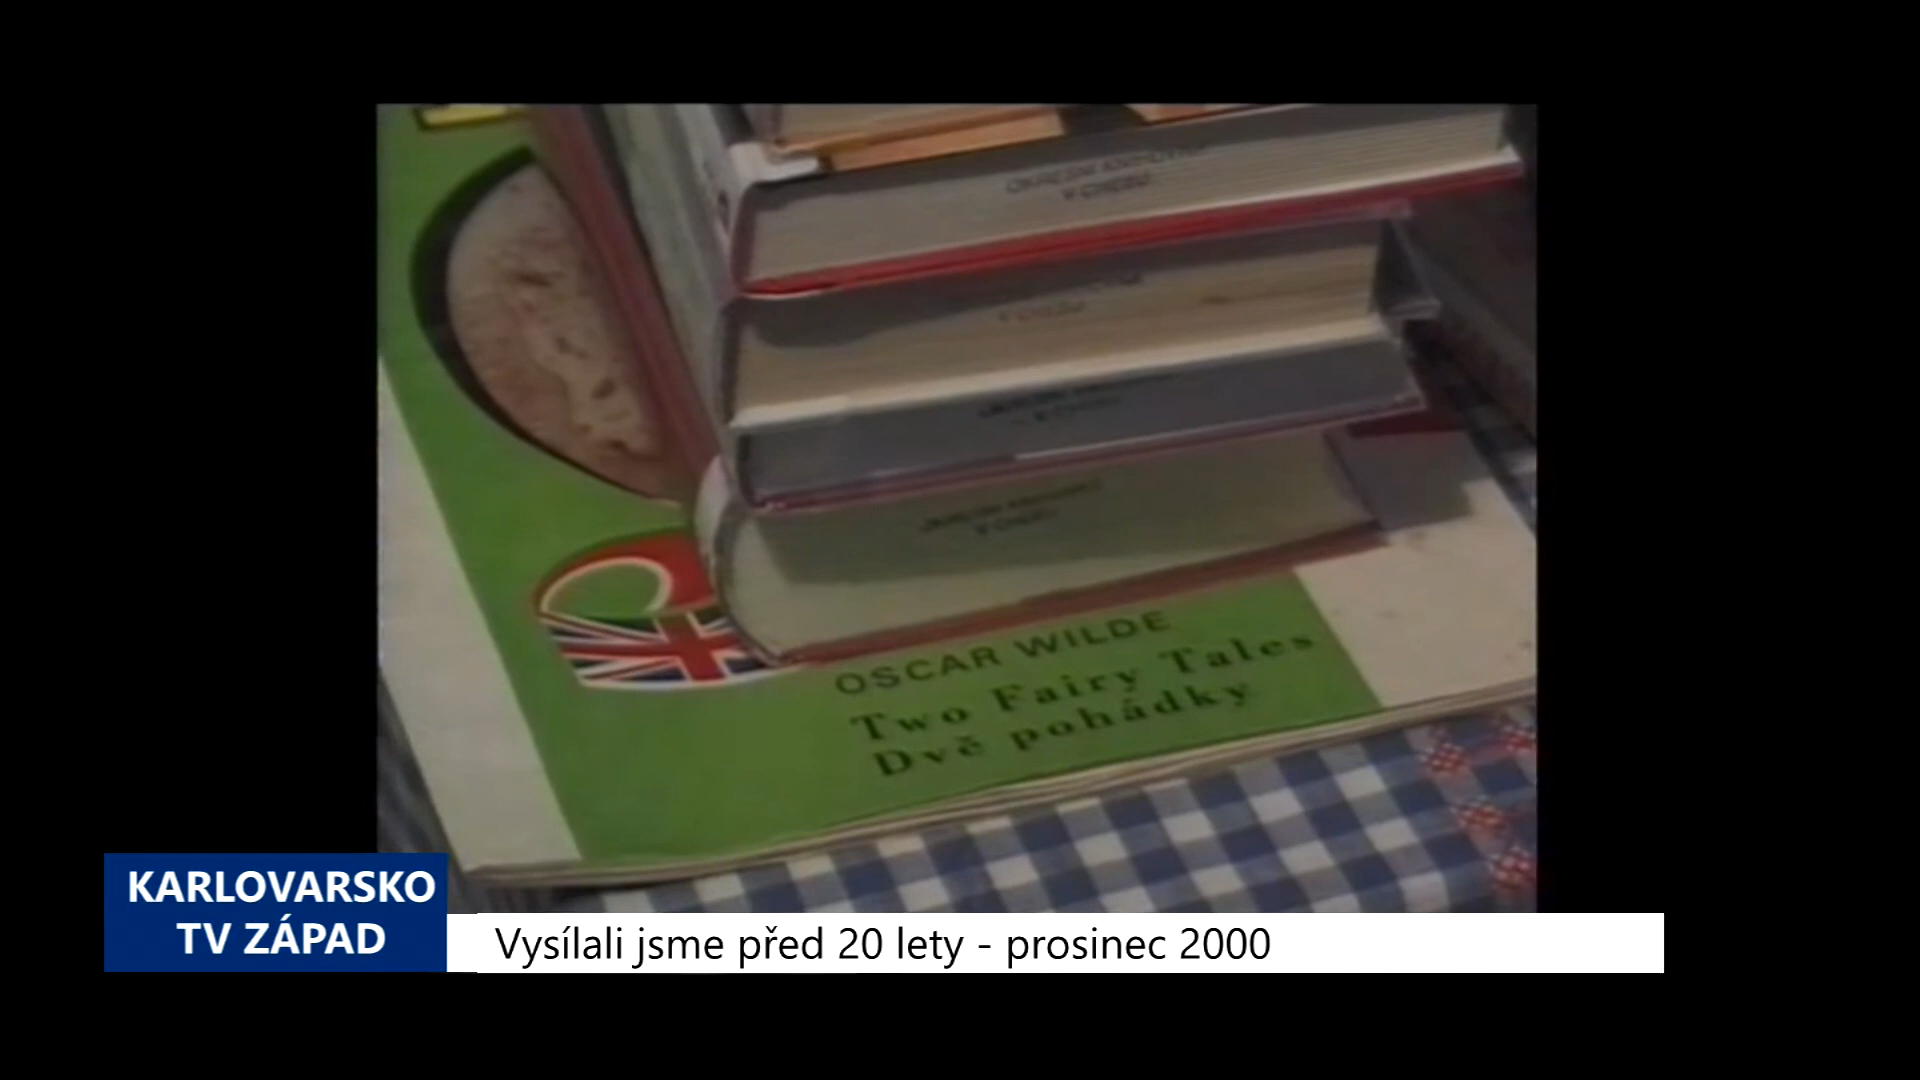 OSCAR WILDE
Two Fairy Tales
Dvě pohádky
KARLOVARSKO
TV ZÁPAD
Vysílali jsme před 20 lety - prosinec 2000